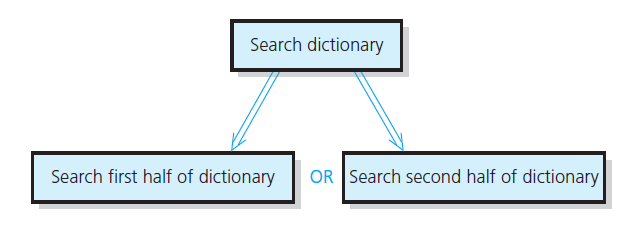 Search dictionary
Search first half of dictionary OR Search second half of dictionary